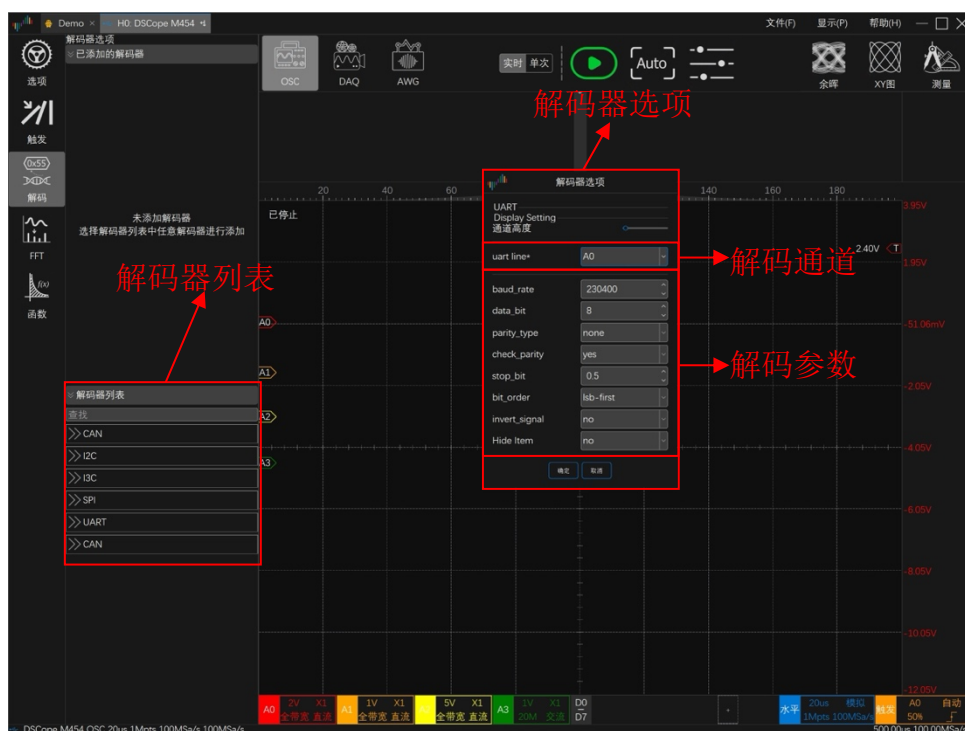 Demo ×
H0: DSCope M454
文件(F) 显示(P) 帮助(H)
解码器选项
已添加的解码器
选项
触发
0x55
解码
FFT
f(x)
函数
OSC
DAQ
AWG
实时 单次
Auto
余晖
XY图
测量
解码器选项
未添加解码器
选择解码器列表中任意解码器进行添加
20 40 60 140 160 180
已停止
3.95V
2.40V T
1.95V
-51.06mV
-2.05V
-4.05V
-6.05V
-8.05V
-10.05V
-12.05V
A0
A1
A2
A3
解码器选项
UART
Display Setting
通道高度
uart line* A0
解码通道
baud_rate 230400
data_bit 8
parity_type none
check_parity yes
stop_bit 0.5
bit_order lsb-first
invert_signal no
Hide Item no
解码参数
确定 取消
解码器列表
解码器列表
查找
CAN
I2C
I3C
SPI
UART
CAN
A0 2V X1
全带宽 直流
A1 1V X1
全带宽 直流
5V X1
全带宽 直流
A3 1V X1
20M 交流
D0
D7
水平 20us 模拟
1Mpts 100MSa/s
触发 A0 自动
50%
DSCope M454 OSC 20us 1Mpts 100MSa/s 100MSa/s
500.00us 100.00MSa/s